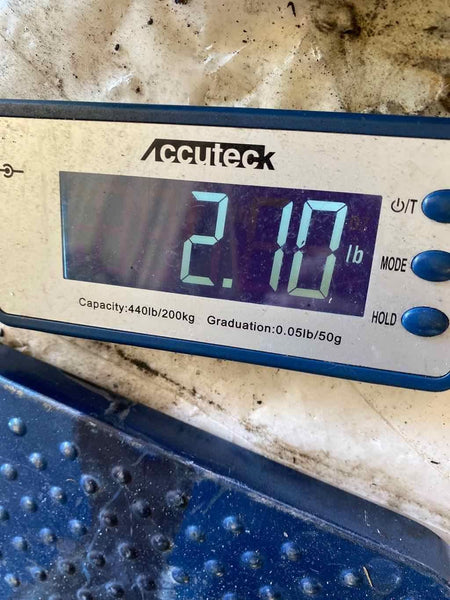 Accuteck
2.10 lb
⏻/T
MODE
HOLD
Capacity:440lb/200kg Graduation:0.05lb/50g